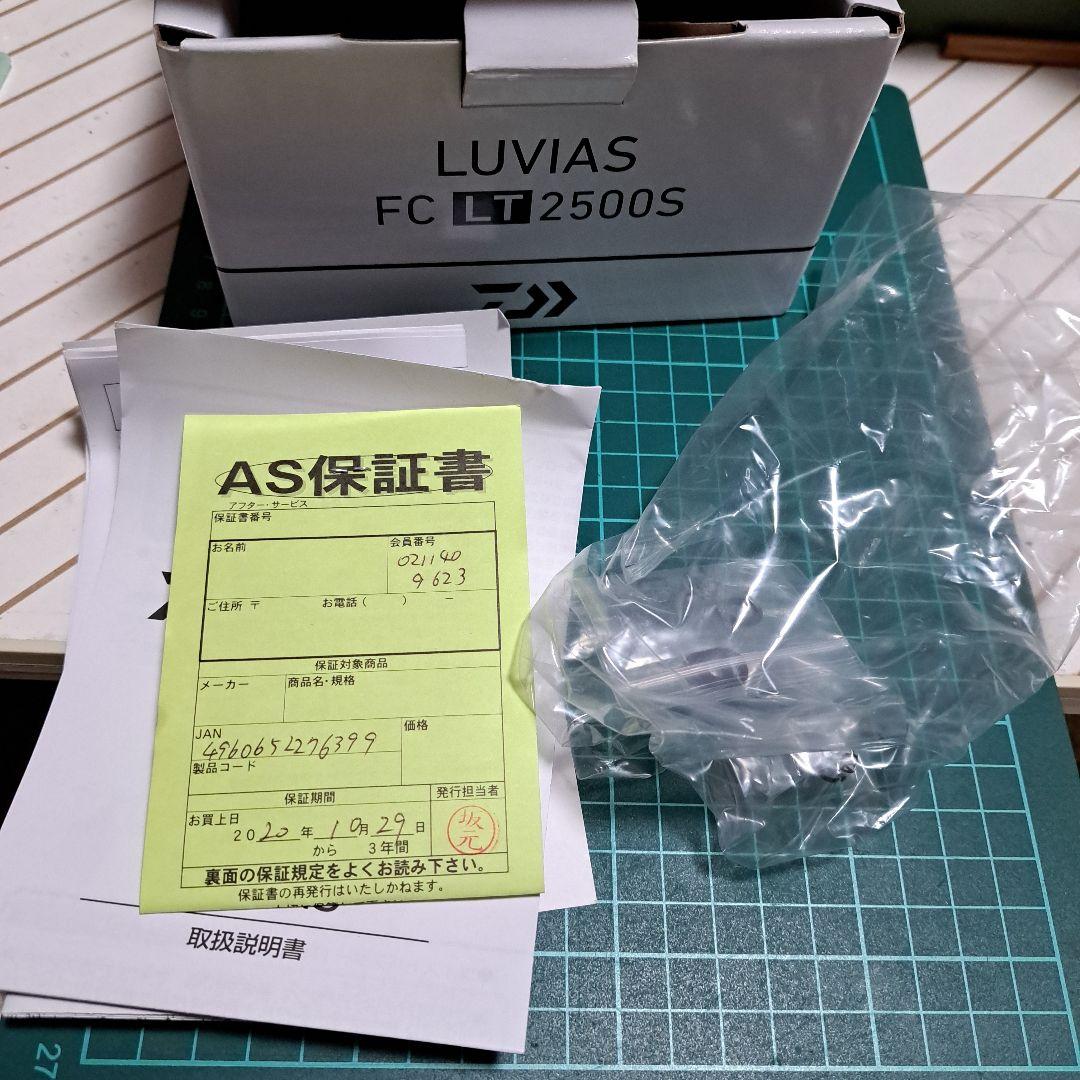 LUVIAS
FC LT 2500S
AS保証書
アフター・サービス
保証書番号
お名前
会員番号
021140
9623
ご住所 〒
お電話( ) −
保証対象商品
メーカー
商品名・規格
JAN
4960652276399
製品コード
価格
保証期間
発行担当者
お買上日
2020年10月29日
から 3年間
坂元
裏面の保証規定をよくお読み下さい。
保証書の再発行はいたしかねます。
取扱説明書
27